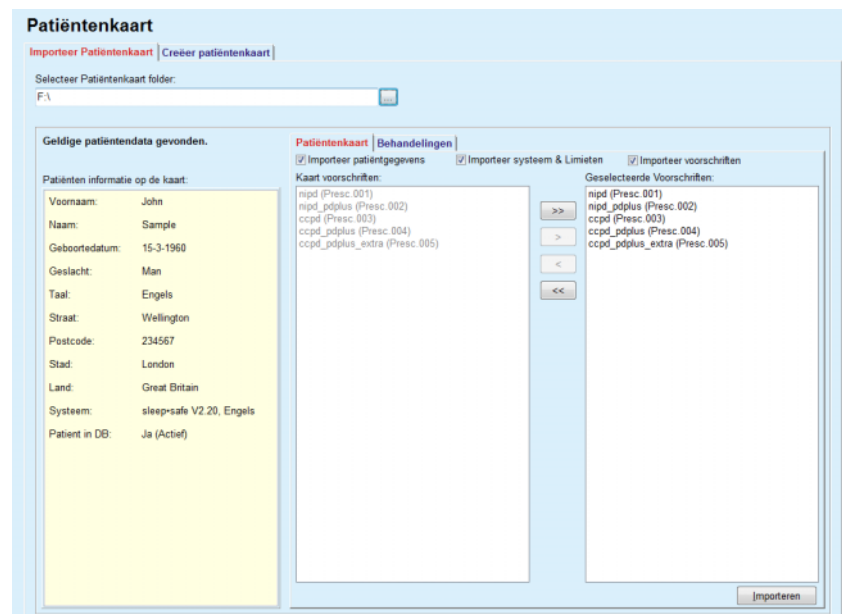 Patiëntenkaart
Importeer Patiëntenkaart Creëer patiëntenkaart
Selecteer Patiëntenkaart folder:
F:\
...
Geldige patiëntendata gevonden.
Patiënten informatie op de kaart:
Voornaam: John
Naam: Sample
Geboortedatum: 15-3-1960
Geslacht: Man
Taal: Engels
Straat: Wellington
Postcode: 234567
Stad: London
Land: Great Britain
Systeem: sleep•safe V2.20, Engels
Patient in DB: Ja (Actief)
Patiëntenkaart Behandelingen
Importeer patiëntgegevens Importeer systeem & Limieten Importeer voorschriften
Kaart voorschriften:
nipd (Presc.001)
nipd_pdplus (Presc.002)
ccpd (Presc.003)
ccpd_pdplus (Presc.004)
ccpd_pdplus_extra (Presc.005)
>>
>
<
<<
Geselecteerde Voorschriften:
nipd (Presc.001)
nipd_pdplus (Presc.002)
ccpd (Presc.003)
ccpd_pdplus (Presc.004)
ccpd_pdplus_extra (Presc.005)
Importeren